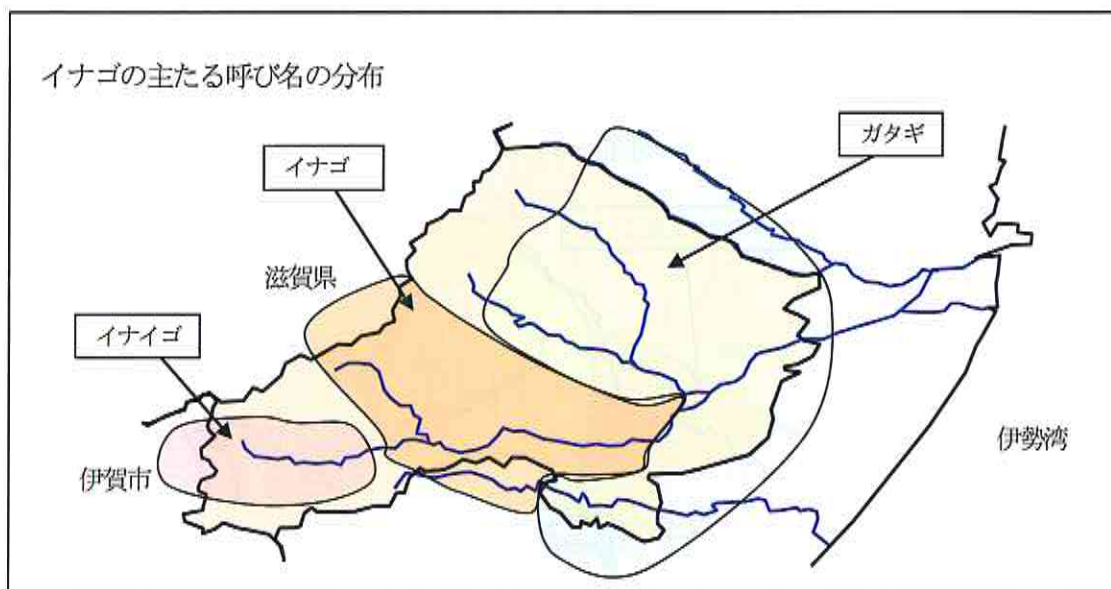 イナゴの主たる呼び名の分布
ガタギ
イナゴ
滋賀県
イナイゴ
伊勢湾
伊賀市